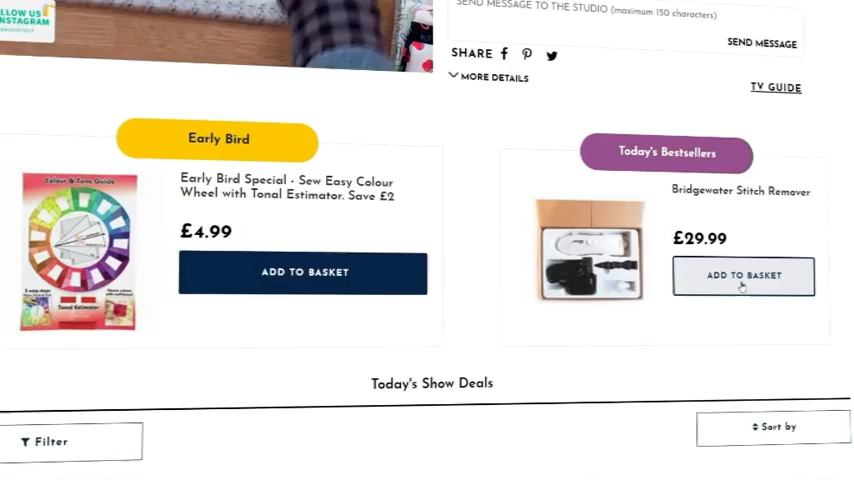 LLOW US
NSTAGRAM
SEND MESSAGE TO THE STUDIO (maximum 150 characters)
SEND MESSAGE
SHARE
MORE DETAILS
TV GUIDE
Early Bird
Today's Bestsellers
Colour & Tone Guide
Early Bird Special - Sew Easy Colour
Wheel with Tonal Estimator. Save £2
£4.99
ADD TO BASKET
Tonal Estimator
Bridgewater Stitch Remover
£29.99
ADD TO BASKET
Today's Show Deals
Filter
Sort by